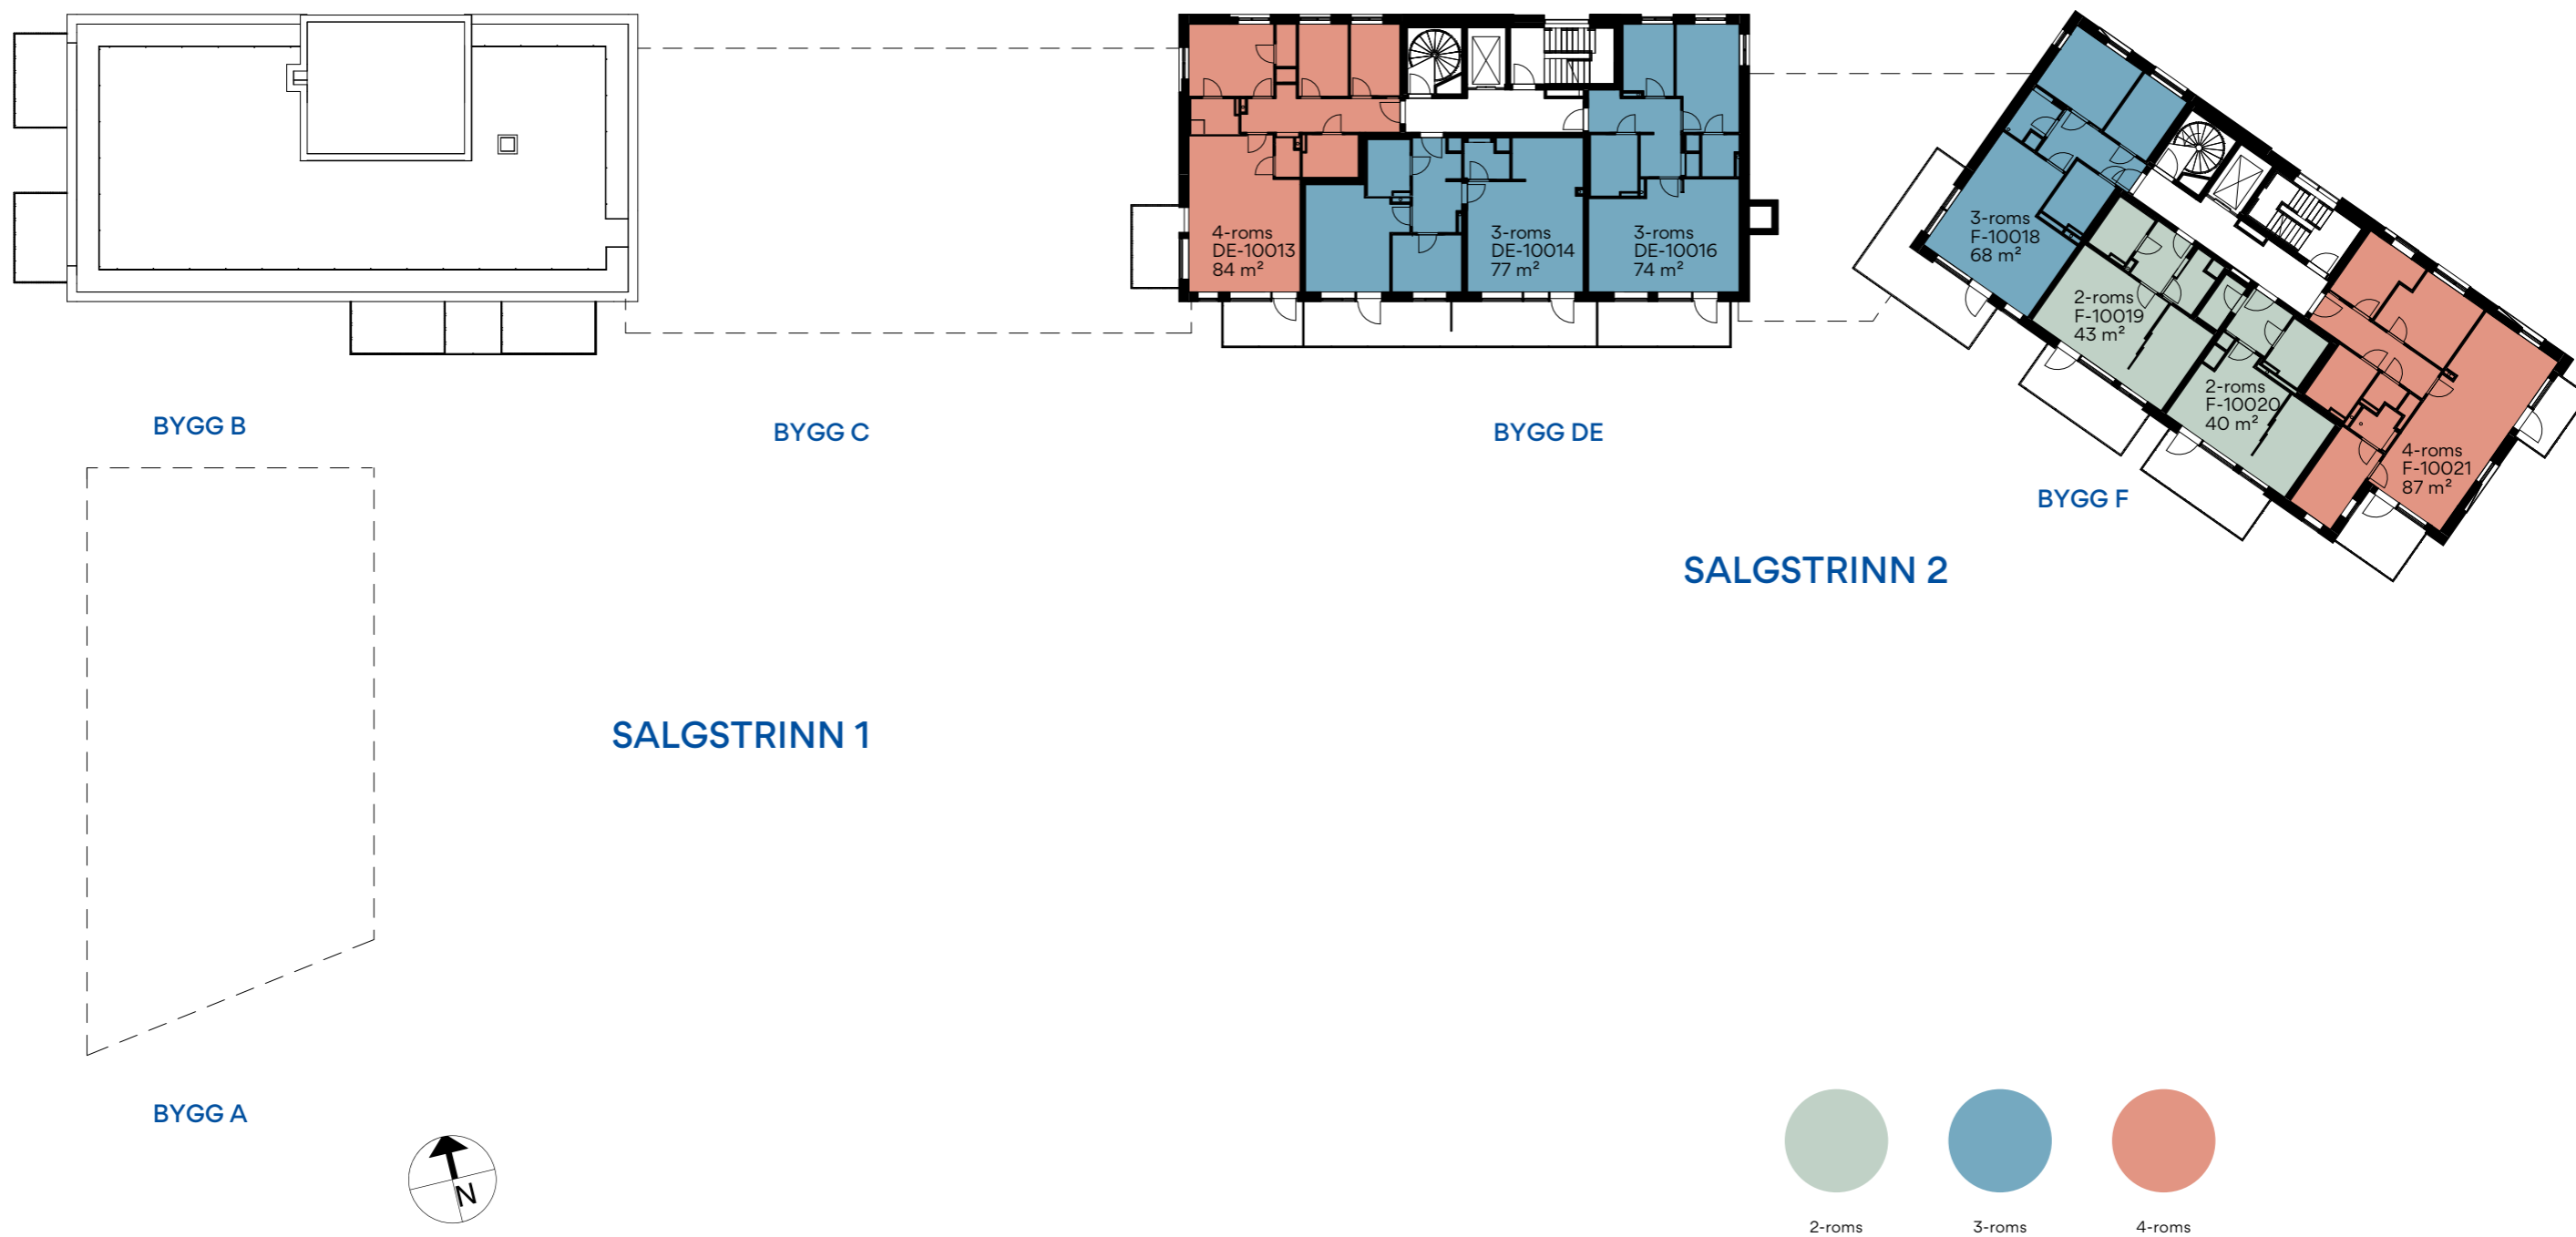 4-roms
DE-10013
84 m²
3-roms
DE-10014
77 m²
3-roms
DE-10016
74 m²
3-roms
F-10018
68 m²
2-roms
F-10019
43 m²
2-roms
F-10020
40 m²
4-roms
F-10021
87 m²
BYGG B
BYGG C
BYGG DE
BYGG F
SALGSTRINN 2
SALGSTRINN 1
BYGG A
N
2-roms
3-roms
4-roms